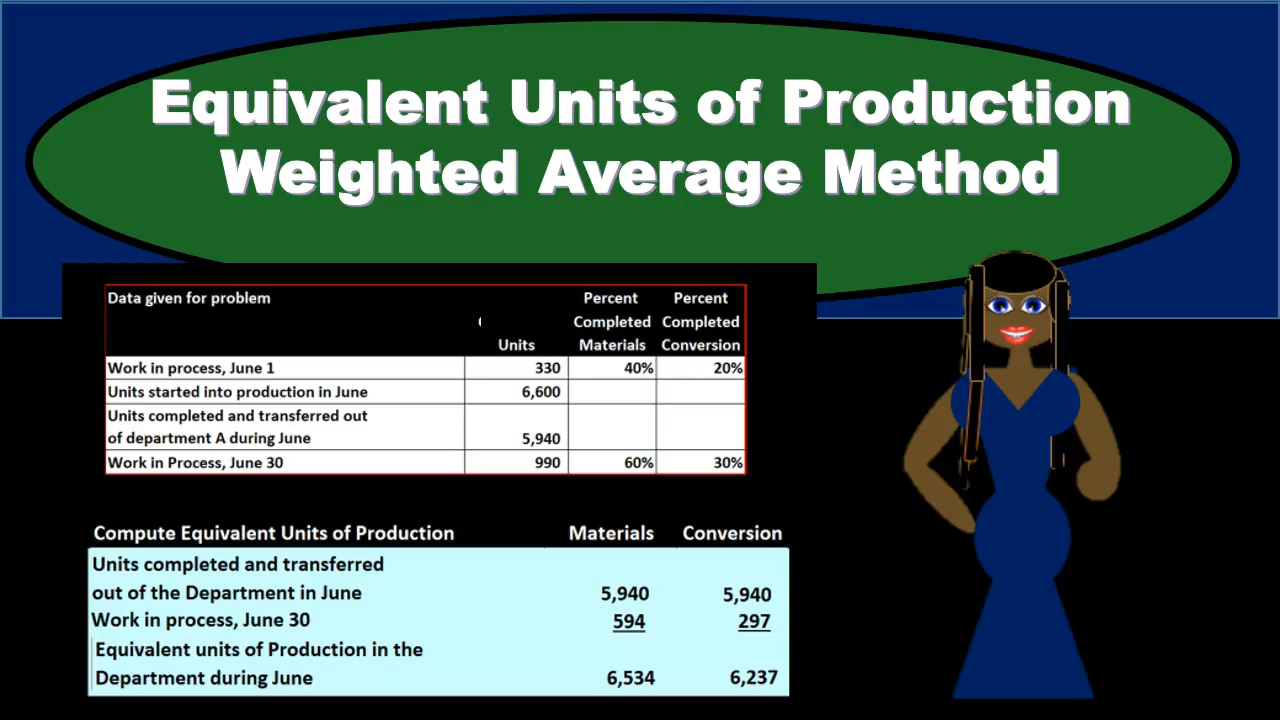 Equivalent Units of Production
Weighted Average Method
Data given for problem
Units
Percent Completed Materials
Percent Completed Conversion
Work in process, June 1 330 40% 20%
Units started into production in June 6,600
Units completed and transferred out
of department A during June 5,940
Work in Process, June 30 990 60% 30%
Compute Equivalent Units of Production Materials Conversion
Units completed and transferred
out of the Department in June 5,940 5,940
Work in process, June 30 594 297
Equivalent units of Production in the
Department during June 6,534 6,237